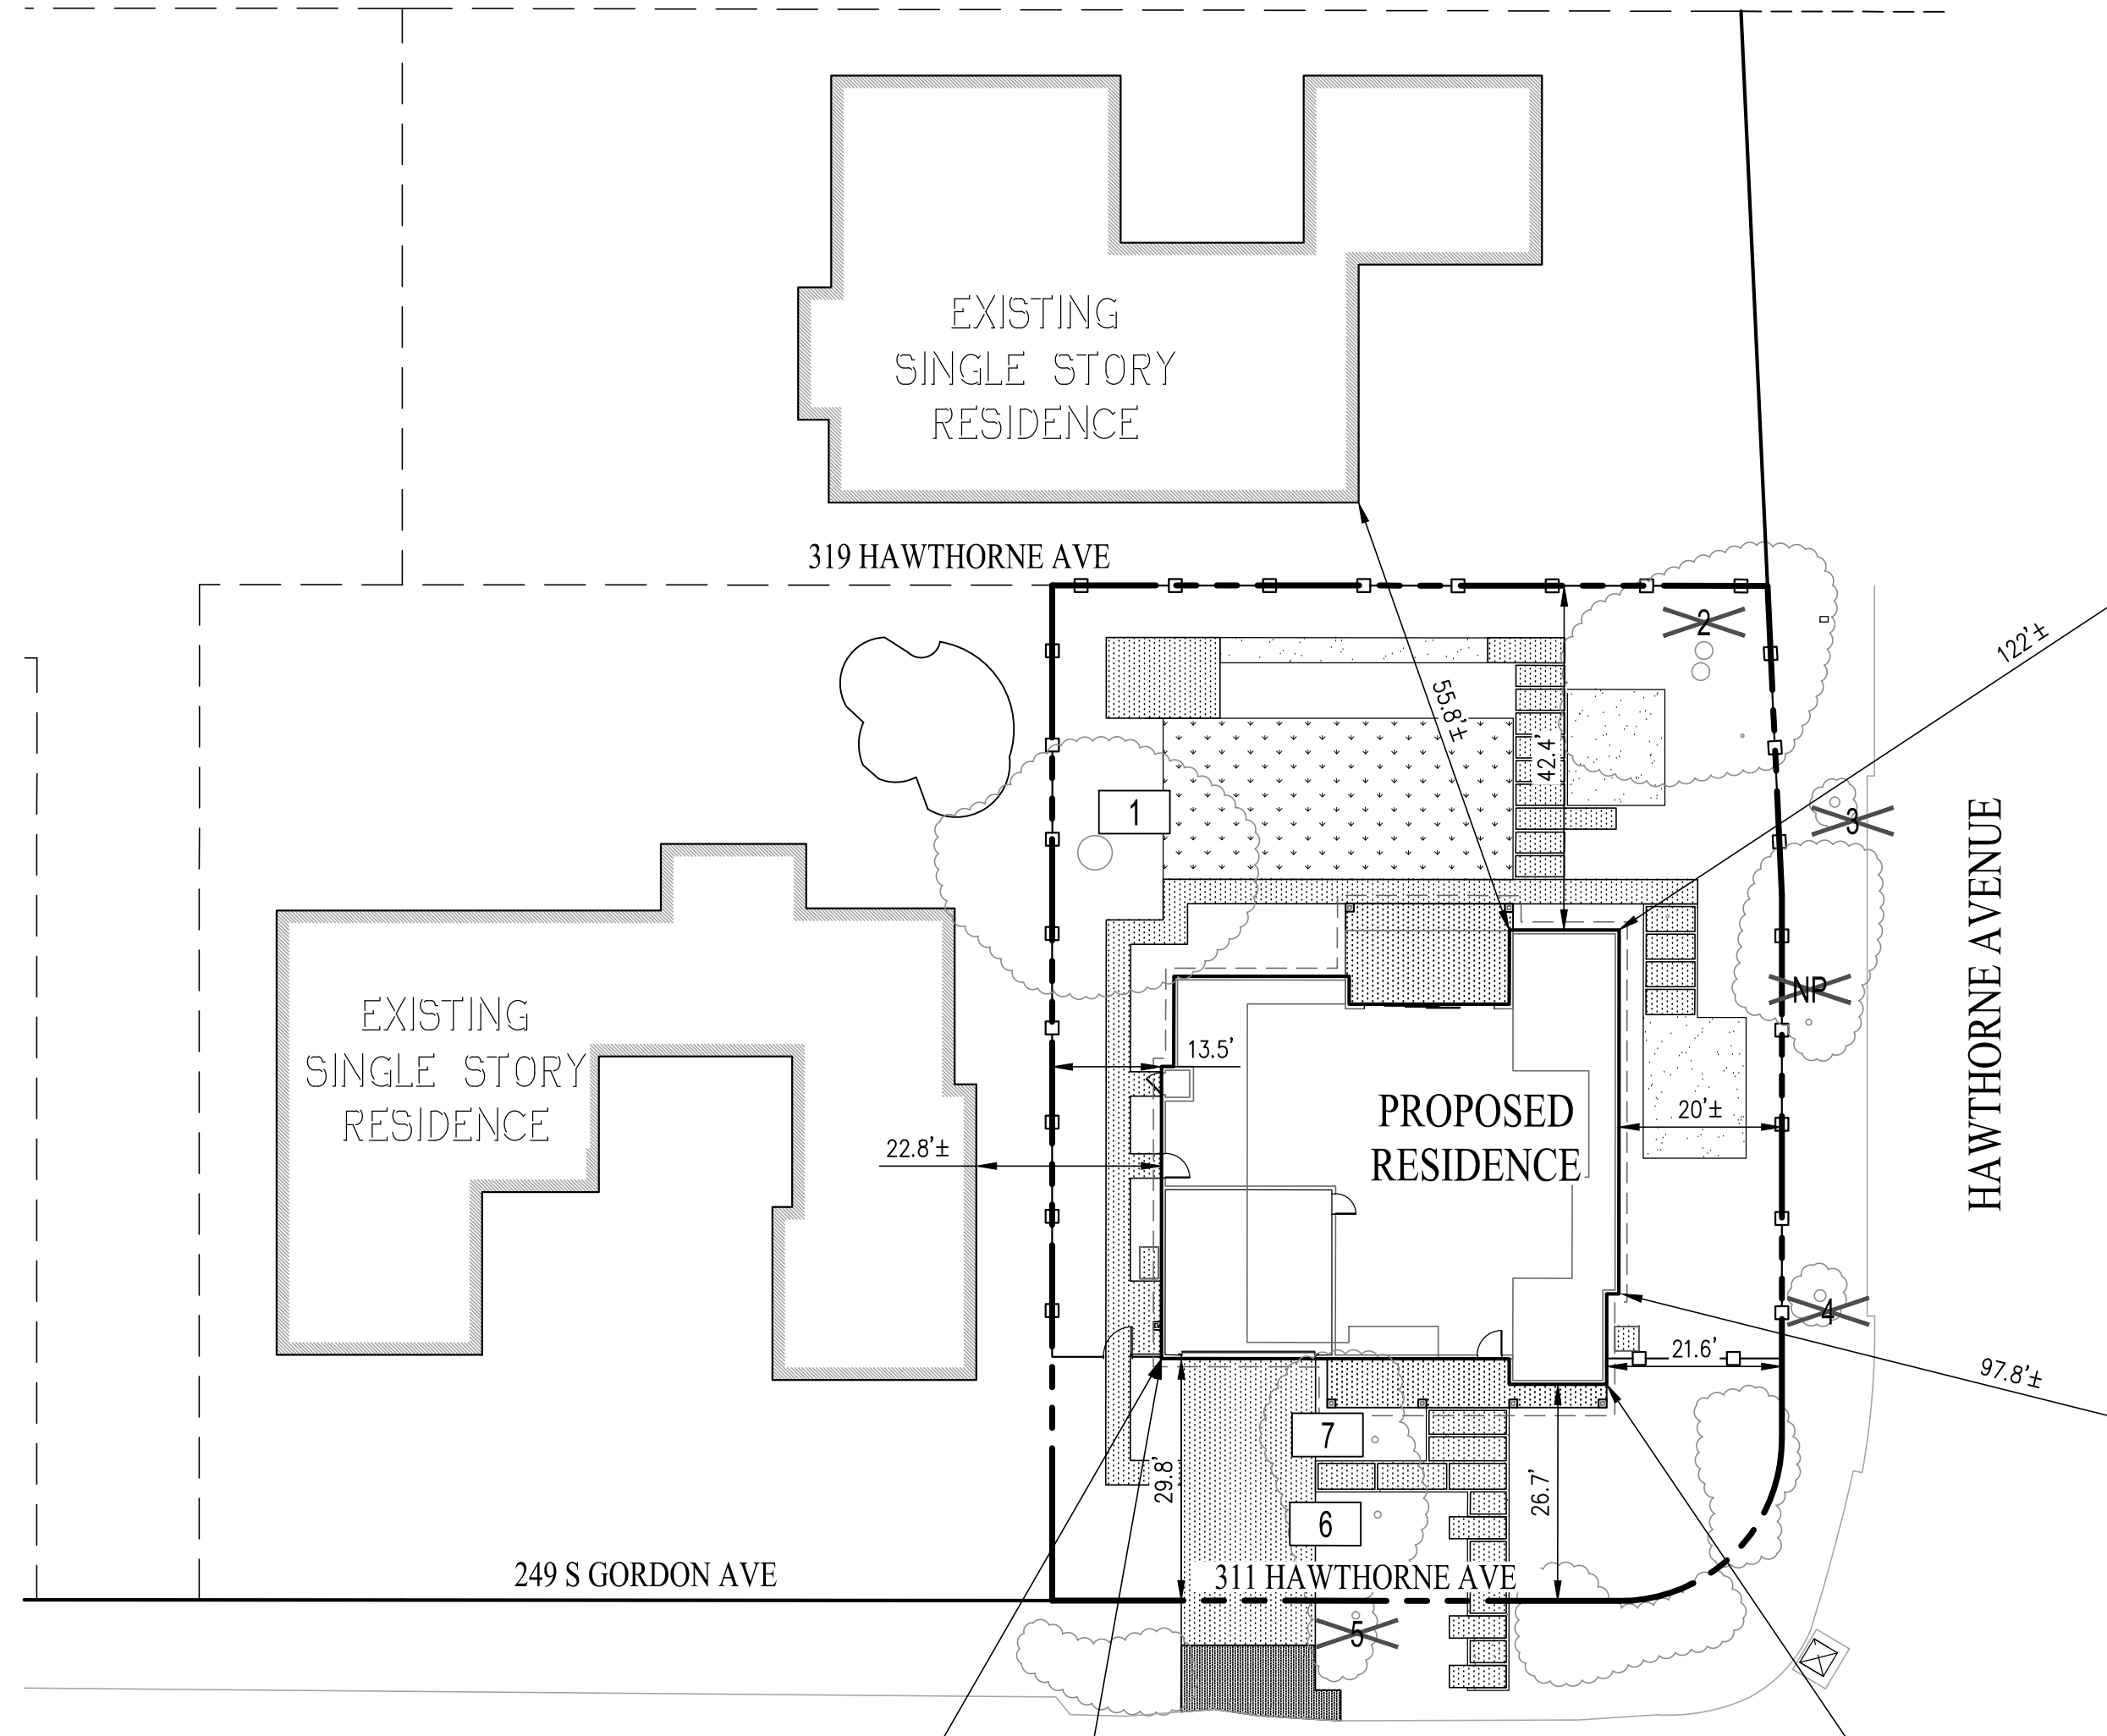 EXISTING
SINGLE STORY
RESIDENCE
319 HAWTHORNE AVE
2
122'±
55.8'±
42.4'
1
3
HAWTHORNE AVENUE
NP
EXISTING
SINGLE STORY
RESIDENCE
13.5'
PROPOSED
RESIDENCE
20'±
22.8'±
4
21.6'
97.8'±
7
29.8'
26.7'
6
249 S GORDON AVE
311 HAWTHORNE AVE
5